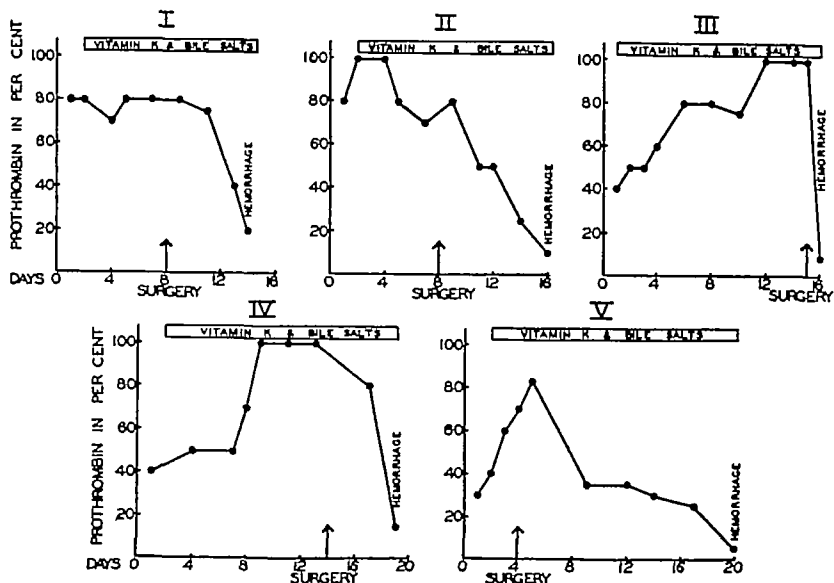 I
VITAMIN K & BILE SALTS
PROTHROMBIN IN PER CENT
100
80
60
40
20
HEMORRHAGE
DAYS 0 4 8 12 16
SURGERY
II
VITAMIN K & BILE SALTS
100
80
60
40
20
HEMORRHAGE
0 4 8 12 16
SURGERY
III
VITAMIN K & BILE SALTS
100
80
60
40
20
HEMORRHAGE
0 4 8 12 16
SURGERY
IV
VITAMIN K & BILE SALTS
PROTHROMBIN IN PER CENT
100
80
60
40
20
HEMORRHAGE
DAYS 0 4 8 12 16 20
SURGERY
V
VITAMIN K & BILE SALTS
80
60
40
20
HEMORRHAGE
0 4 8 12 16 20
SURGERY